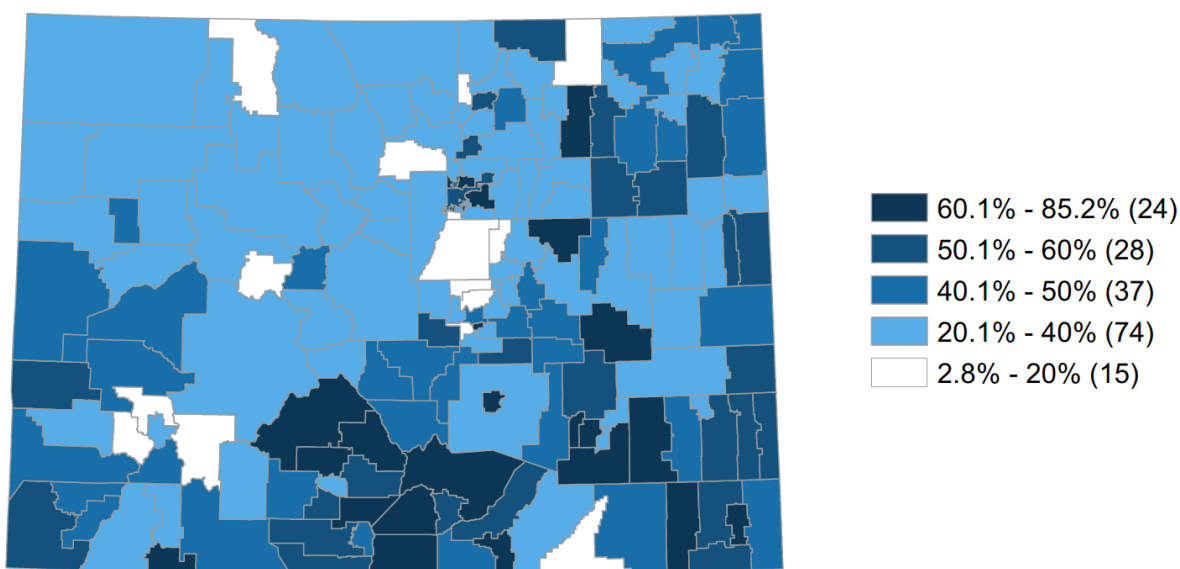 60.1% - 85.2% (24)
50.1% - 60% (28)
40.1% - 50% (37)
20.1% - 40% (74)
2.8% - 20% (15)